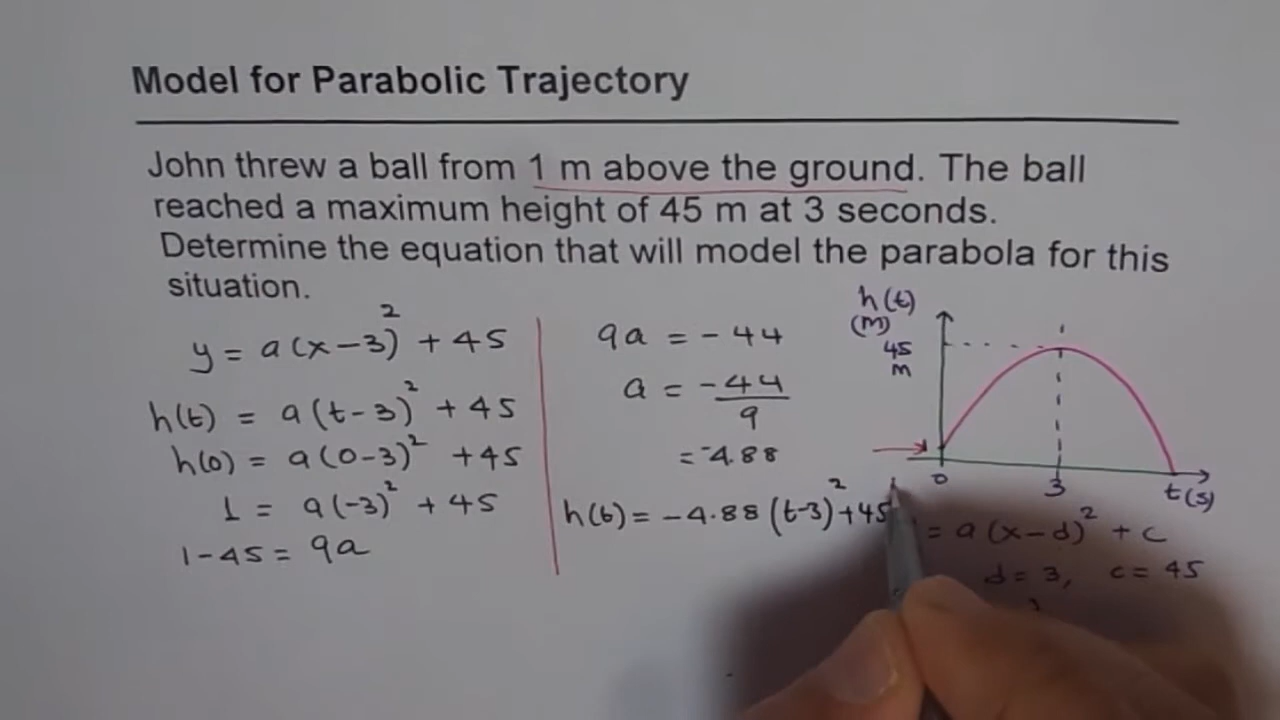 Model for Parabolic Trajectory
John threw a ball from 1 m above the ground. The ball
reached a maximum height of 45 m at 3 seconds.
Determine the equation that will model the parabola for this
situation.
y = a(x-3)² + 45
h(t) = a(t-3)² + 45
h(0) = a(0-3)² + 45
1 = a(-3)² + 45
1-45 = 9a
9a = -44
a = -44/9
= -4.88
h(t) = -4.88(t-3)² + 45
h(t)
(m)
45
m
0
3
t(s)
= a(x-d)² + c
d = 3, c = 45